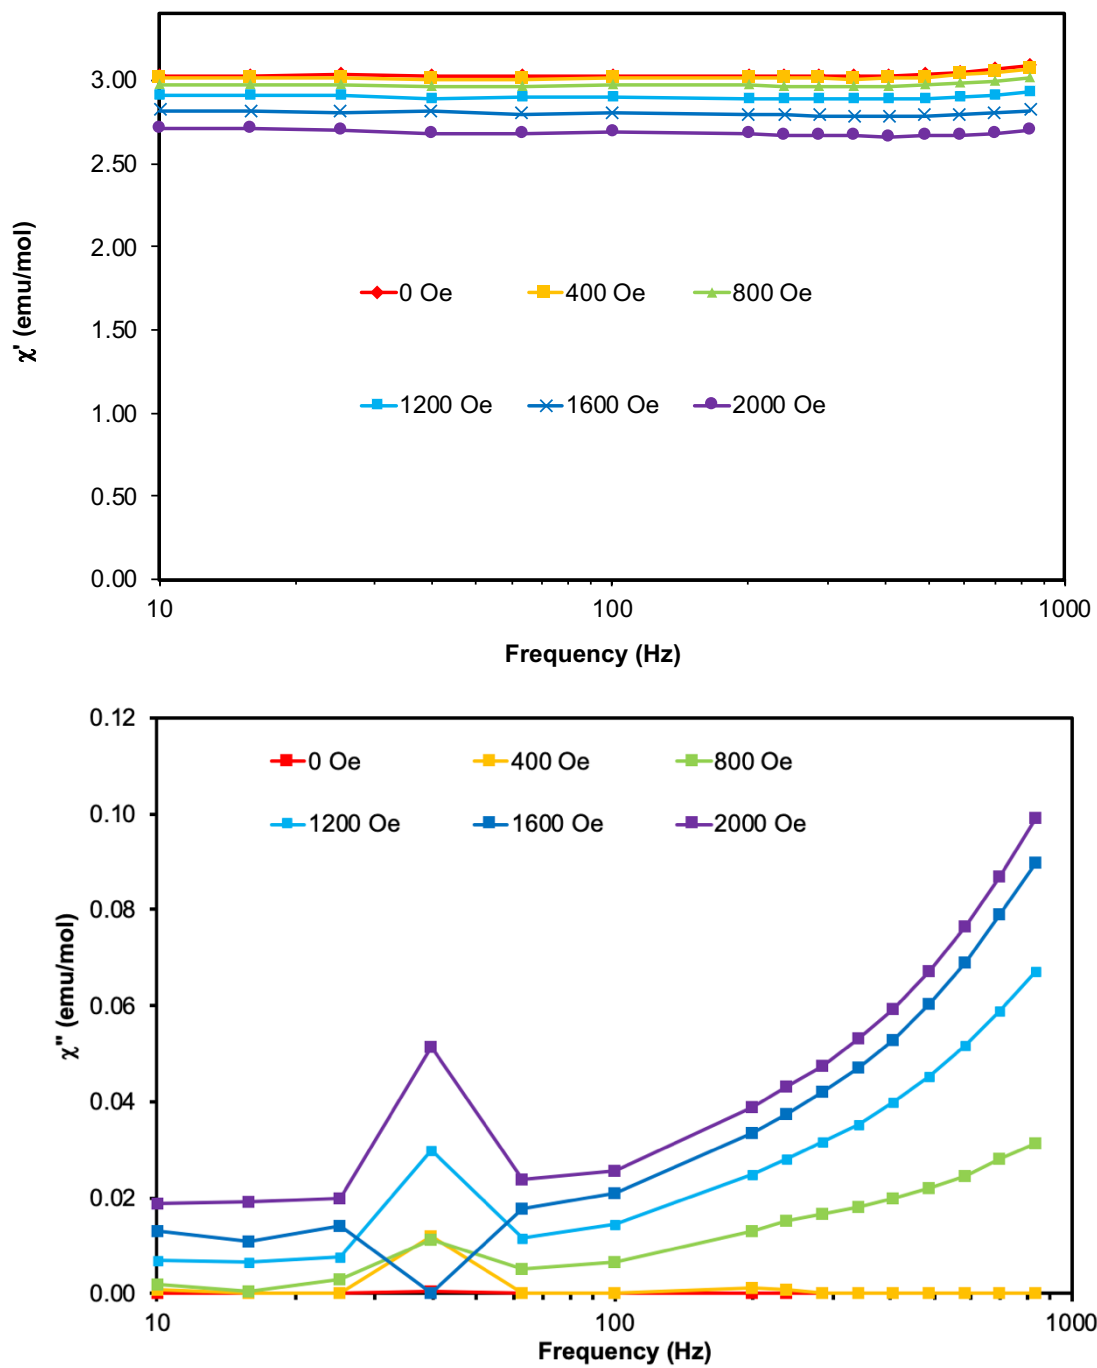 3.00
2.50
2.00
1.50
1.00
0.50
0.00
χ' (emu/mol)
0 Oe 400 Oe 800 Oe
1200 Oe 1600 Oe 2000 Oe
10 100 1000
Frequency (Hz)
0.12
0.10
0.08
0.06
0.04
0.02
0.00
χ" (emu/mol)
0 Oe 400 Oe 800 Oe
1200 Oe 1600 Oe 2000 Oe
10 100 1000
Frequency (Hz)